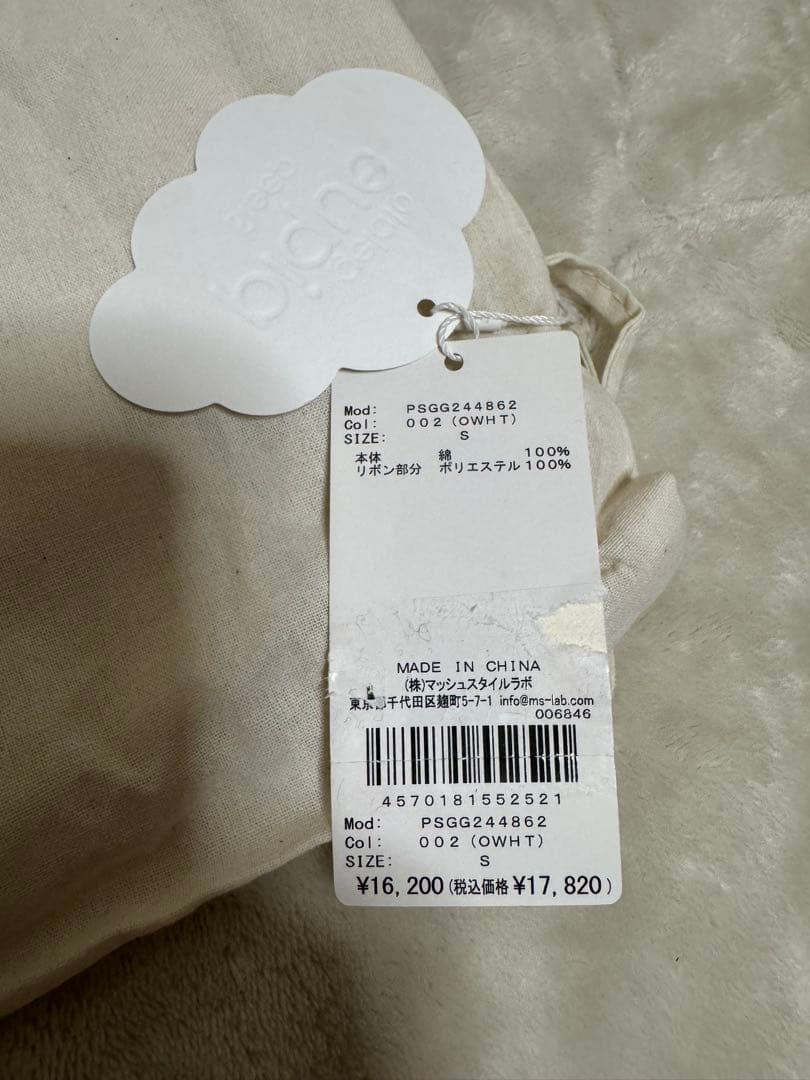 Mod: PSGG244862
Col: 002 (OWHT)
SIZE: S
本体 綿 100%
リボン部分 ポリエステル 100%
MADE IN CHINA
(株)マッシュスタイルラボ
東京都千代田区麹町5-7-1 info@ms-lab.com
006846
4570181552521
Mod: PSGG244862
Col: 002 (OWHT)
SIZE: S
¥16,200 (税込価格 ¥17,820)